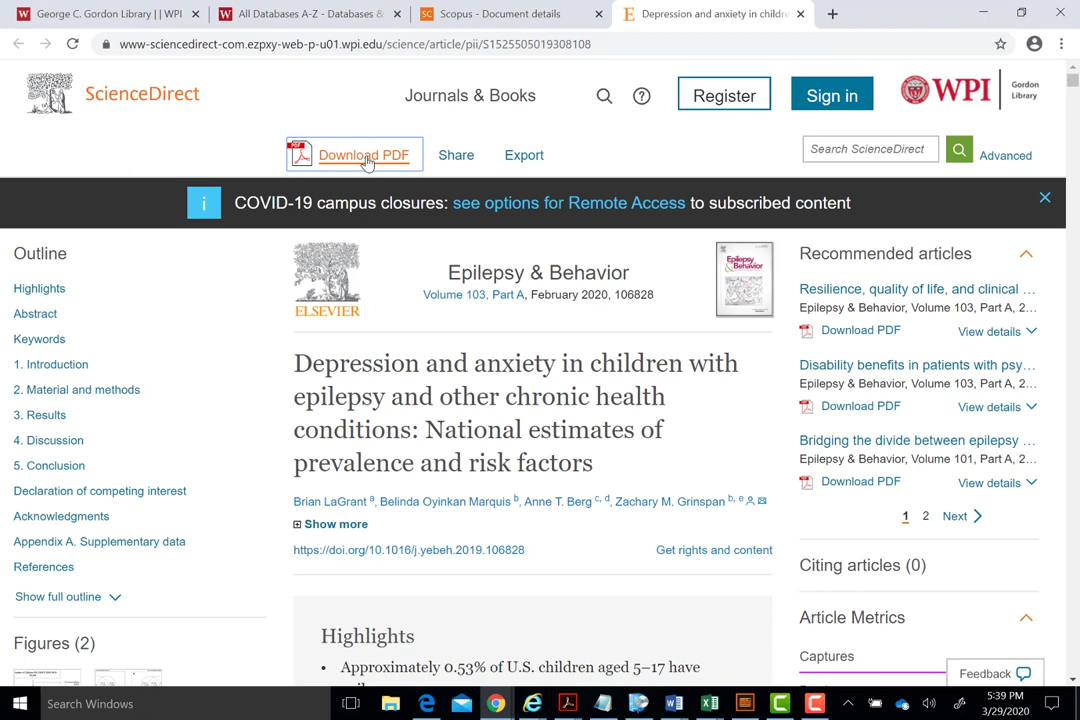 George C. Gordon Library | | WPI
All Databases A-Z - Databases &
Scopus - Document details
Depression and anxiety in childre
www-sciencedirect-com.ezpxy-web-p-u01.wpi.edu/science/article/pii/S1525505019308108
ScienceDirect
Journals & Books
Register
Sign in
WPI
Gordon
Library
PDF
Download PDF
Share
Export
Search ScienceDirect
Advanced
COVID-19 campus closures: see options for Remote Access to subscribed content
Outline
Highlights
Abstract
Keywords
1. Introduction
2. Material and methods
3. Results
4. Discussion
5. Conclusion
Declaration of competing interest
Acknowledgments
Appendix A. Supplementary data
References
Show full outline
Figures (2)
ELSEVIER
Epilepsy & Behavior
Volume 103, Part A, February 2020, 106828
Epilepsy
&Behavior
Depression and anxiety in children with
epilepsy and other chronic health
conditions: National estimates of
prevalence and risk factors
Brian LaGrant a, Belinda Oyinkan Marquis b, Anne T. Berg c, d, Zachary M. Grinspan b, e
Show more
https://doi.org/10.1016/j.yebeh.2019.106828
Get rights and content
Highlights
• Approximately 0.53% of U.S. children aged 5–17 have
Recommended articles
Resilience, quality of life, and clinical ...
Epilepsy & Behavior, Volume 103, Part A, 2...
Download PDF
View details
Disability benefits in patients with psy...
Epilepsy & Behavior, Volume 103, Part A, 2...
Download PDF
View details
Bridging the divide between epilepsy ...
Epilepsy & Behavior, Volume 101, Part A, 2...
Download PDF
View details
1 2 Next
Citing articles (0)
Article Metrics
Captures
Feedback
Search Windows
5:39 PM
3/29/2020